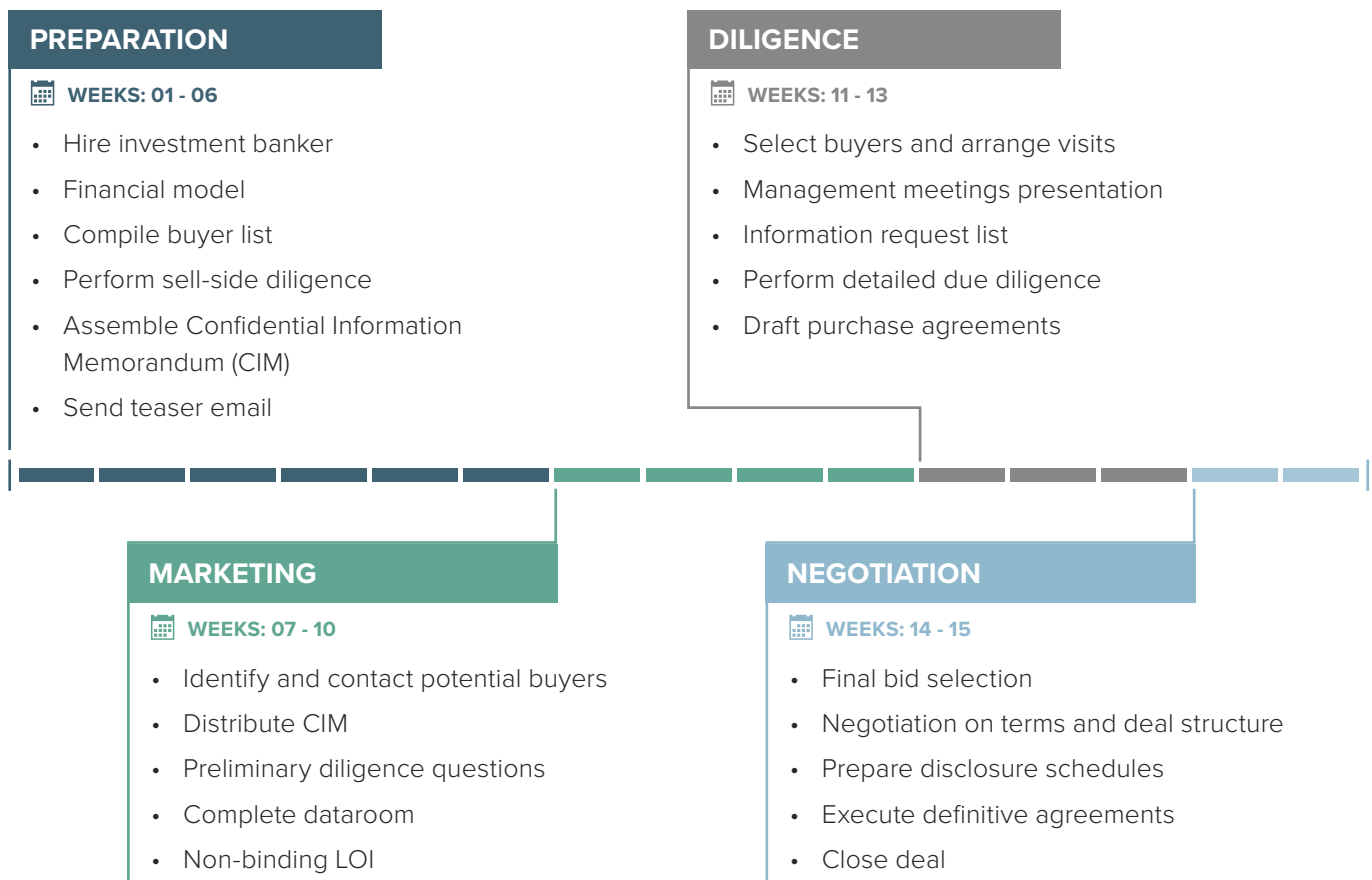 PREPARATION
WEEKS: 01 - 06
• Hire investment banker
• Financial model
• Compile buyer list
• Perform sell-side diligence
• Assemble Confidential Information
Memorandum (CIM)
• Send teaser email
DILIGENCE
WEEKS: 11 - 13
• Select buyers and arrange visits
• Management meetings presentation
• Information request list
• Perform detailed due diligence
• Draft purchase agreements
MARKETING
WEEKS: 07 - 10
• Identify and contact potential buyers
• Distribute CIM
• Preliminary diligence questions
• Complete dataroom
• Non-binding LOI
NEGOTIATION
WEEKS: 14 - 15
• Final bid selection
• Negotiation on terms and deal structure
• Prepare disclosure schedules
• Execute definitive agreements
• Close deal